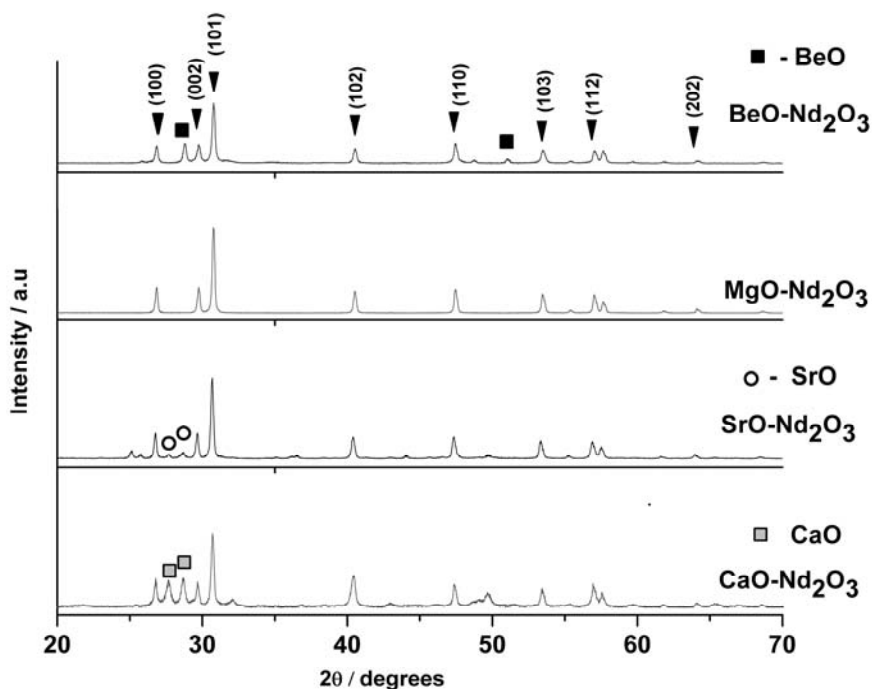 (100)
(002)
(101)
(102)
(110)
(103)
(112)
(202)
- BeO
BeO-Nd₂O₃
MgO-Nd₂O₃
- SrO
SrO-Nd₂O₃
CaO
CaO-Nd₂O₃
Intensity / a.u
20 30 40 50 60 70
2θ / degrees